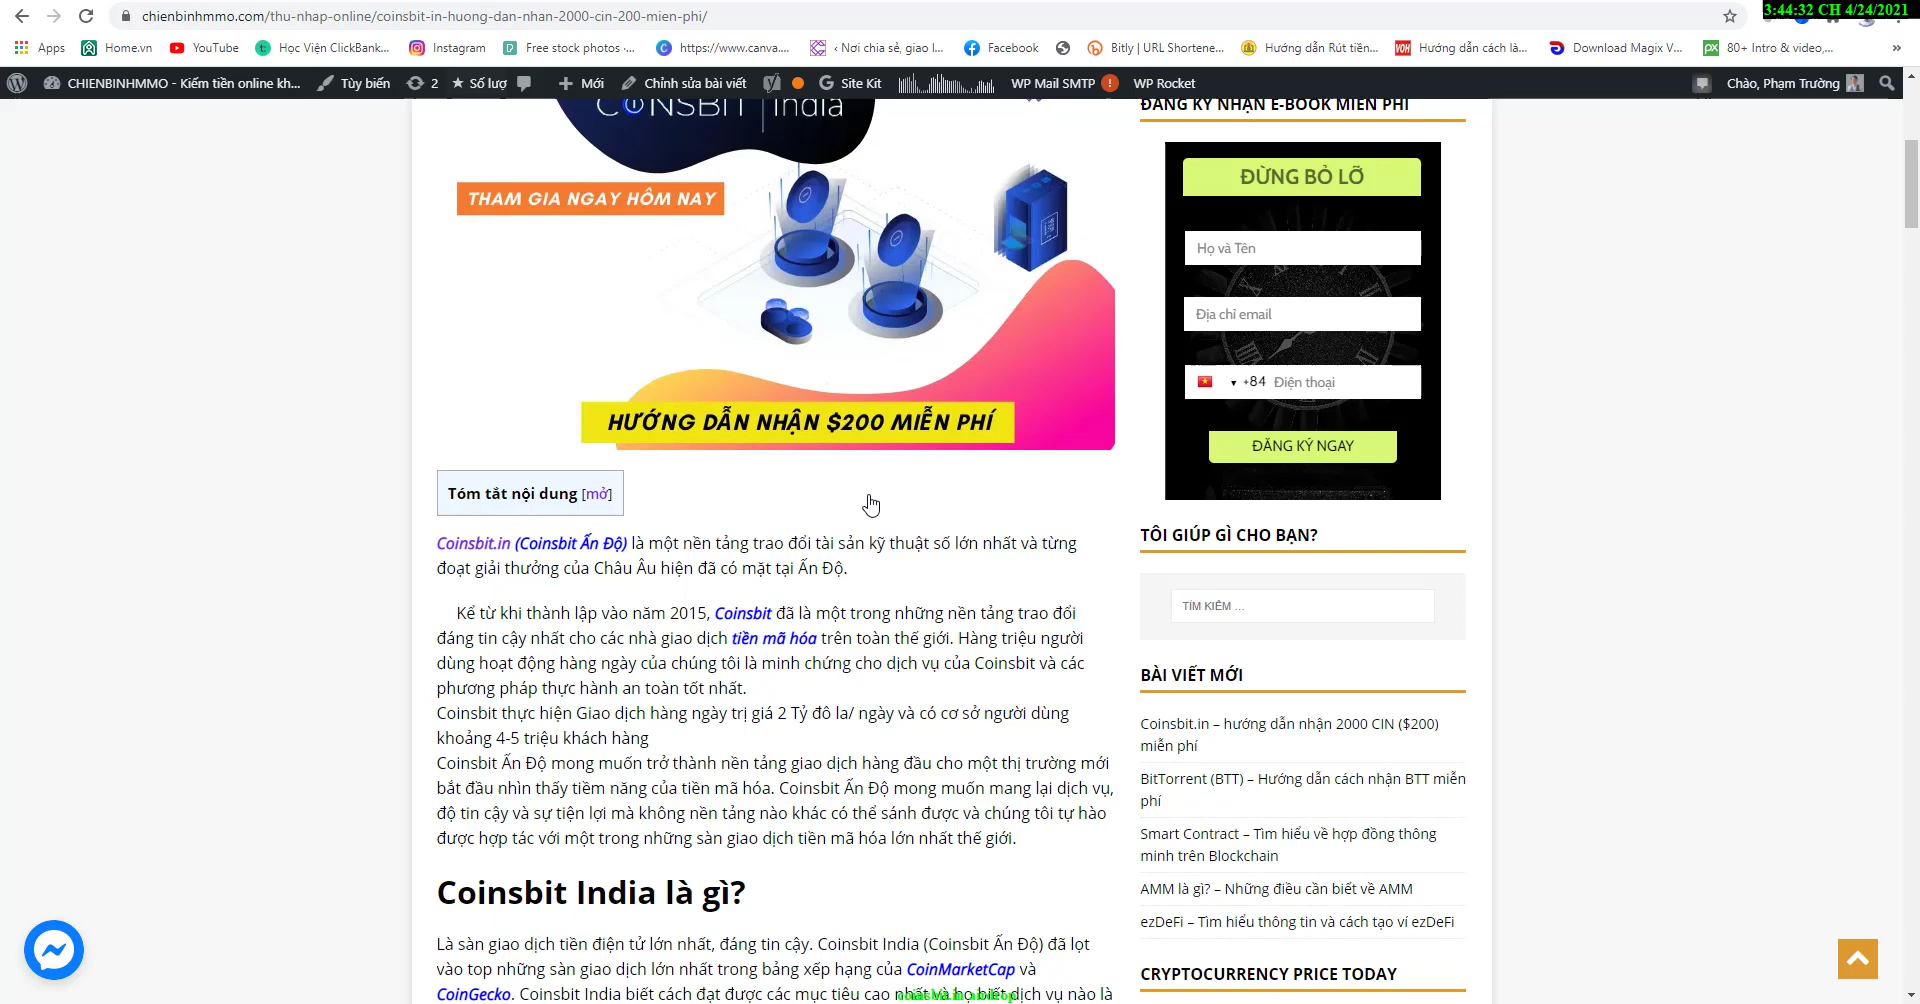 3:44:32 CH 4/24/2021
chienbinhmmo.com/thu-nhap-online/coinsbit-in-huong-dan-nhan-2000-cin-200-mien-phi/
Apps
Home.vn
YouTube
Học Viện ClickBank...
Instagram
Free stock photos ·...
https://www.canva....
‹ Nơi chia sẻ, giao l...
Facebook
Bitly | URL Shortene...
Hướng dẫn Rút tiền...
VOH
Hướng dẫn cách là...
Download Magix V...
px
80+ Intro & video,...
»
CHIENBINHMMO - Kiếm tiền online kh...
Tùy biến
2
Số lượ
Mới
Chỉnh sửa bài viết
Site Kit
WP Mail SMTP
WP Rocket
Chào, Phạm Trường
COINSBIT India
THAM GIA NGAY HÔM NAY
HƯỚNG DẪN NHẬN $200 MIỄN PHÍ
Tóm tắt nội dung [mở]
Coinsbit.in (Coinsbit Ấn Độ) là một nền tảng trao đổi tài sản kỹ thuật số lớn nhất và từng
đoạt giải thưởng của Châu Âu hiện đã có mặt tại Ấn Độ.
Kể từ khi thành lập vào năm 2015, Coinsbit đã là một trong những nền tảng trao đổi
đáng tin cậy nhất cho các nhà giao dịch tiền mã hóa trên toàn thế giới. Hàng triệu người
dùng hoạt động hàng ngày của chúng tôi là minh chứng cho dịch vụ của Coinsbit và các
phương pháp thực hành an toàn tốt nhất.
Coinsbit thực hiện Giao dịch hàng ngày trị giá 2 Tỷ đô la/ ngày và có cơ sở người dùng
khoảng 4-5 triệu khách hàng
Coinsbit Ấn Độ mong muốn trở thành nền tảng giao dịch hàng đầu cho một thị trường mới
bắt đầu nhìn thấy tiềm năng của tiền mã hóa. Coinsbit Ấn Độ mong muốn mang lại dịch vụ,
độ tin cậy và sự tiện lợi mà không nền tảng nào khác có thể sánh được và chúng tôi tự hào
được hợp tác với một trong những sàn giao dịch tiền mã hóa lớn nhất thế giới.
Coinsbit India là gì?
Là sàn giao dịch tiền điện tử lớn nhất, đáng tin cậy. Coinsbit India (Coinsbit Ấn Độ) đã lọt
vào top những sàn giao dịch lớn nhất trong bảng xếp hạng của CoinMarketCap và
CoinGecko. Coinsbit India biết cách đạt được các mục tiêu cao nhất và họ biết dịch vụ nào là
coinsbit.in airdrop
ĐĂNG KÝ NHẬN E-BOOK MIỄN PHÍ
ĐỪNG BỎ LỠ
Họ và Tên
Địa chỉ email
+84 Điện thoại
ĐĂNG KÝ NGAY
TÔI GIÚP GÌ CHO BẠN?
TÌM KIẾM …
BÀI VIẾT MỚI
Coinsbit.in – hướng dẫn nhận 2000 CIN ($200)
miễn phí
BitTorrent (BTT) – Hướng dẫn cách nhận BTT miễn
phí
Smart Contract – Tìm hiểu về hợp đồng thông
minh trên Blockchain
AMM là gì? – Những điều cần biết về AMM
ezDeFi – Tìm hiểu thông tin và cách tạo ví ezDeFi
CRYPTOCURRENCY PRICE TODAY